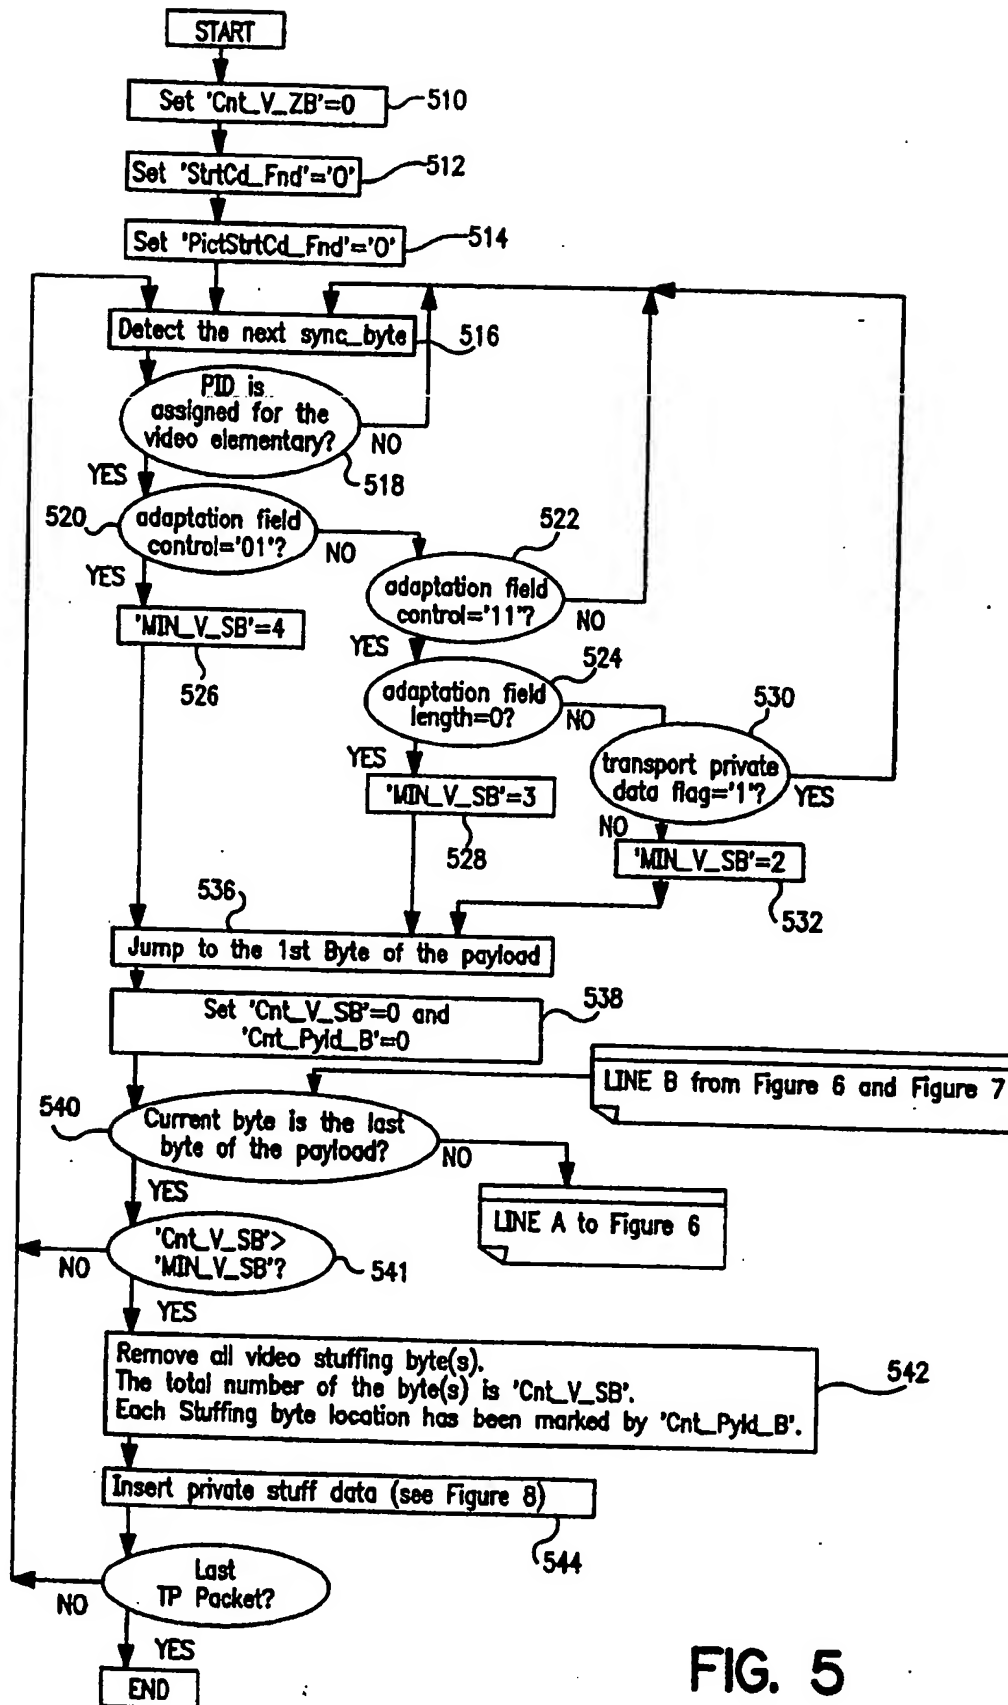 START
Set 'Cnt_V_ZB'=0
510
Set 'StrtCd_Fnd'='0'
512
Set 'PictStrtCd_Fnd'='0'
514
Detect the next sync_byte
516
PID is
assigned for the
video elementary?
NO
518
YES
520
adaptation field
control='01'?
NO
522
adaptation field
control='11'?
NO
YES
'MIN_V_SB'=4
526
YES
524
adaptation field
length=0?
NO
530
transport private
data flag='1'?
YES
YES
'MIN_V_SB'=3
528
NO
'MIN_V_SB'=2
532
536
Jump to the 1st Byte of the payload
Set 'Cnt_V_SB'=0 and
'Cnt_Pyld_B'=0
538
LINE B from Figure 6 and Figure 7
540
Current byte is the last
byte of the payload?
NO
LINE A to Figure 6
YES
'Cnt_V_SB'>
'MIN_V_SB'?
541
NO
YES
Remove all video stuffing byte(s).
The total number of the byte(s) is 'Cnt_V_SB'.
Each Stuffing byte location has been marked by 'Cnt_Pyld_B'.
542
Insert private stuff data (see Figure 8)
544
Last
TP Packet?
NO
YES
END
FIG. 5